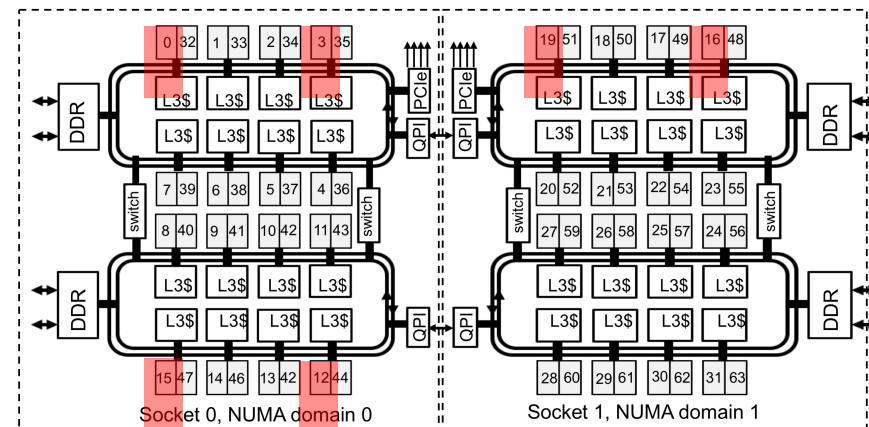 0 32 1 33 2 34 3 35 19 51 18 50 17 49 16 48
PCIe PCIe
DDR L3$ L3$ L3$ L3$ L3$ L3$ L3$ L3$ DDR
L3$ L3$ L3$ L3$ QPI QPI L3$ L3$ L3$ L3$
switch 7 39 6 38 5 37 4 36 switch switch 20 52 21 53 22 54 23 55 switch
8 40 9 41 10 42 11 43 27 59 26 58 25 57 24 56
DDR L3$ L3$ L3$ L3$ L3$ L3$ L3$ L3$ DDR
L3$ L3$ L3$ L3$ QPI QPI L3$ L3$ L3$ L3$
15 47 14 46 13 42 12 44 28 60 29 61 30 62 31 63
Socket 0, NUMA domain 0 Socket 1, NUMA domain 1